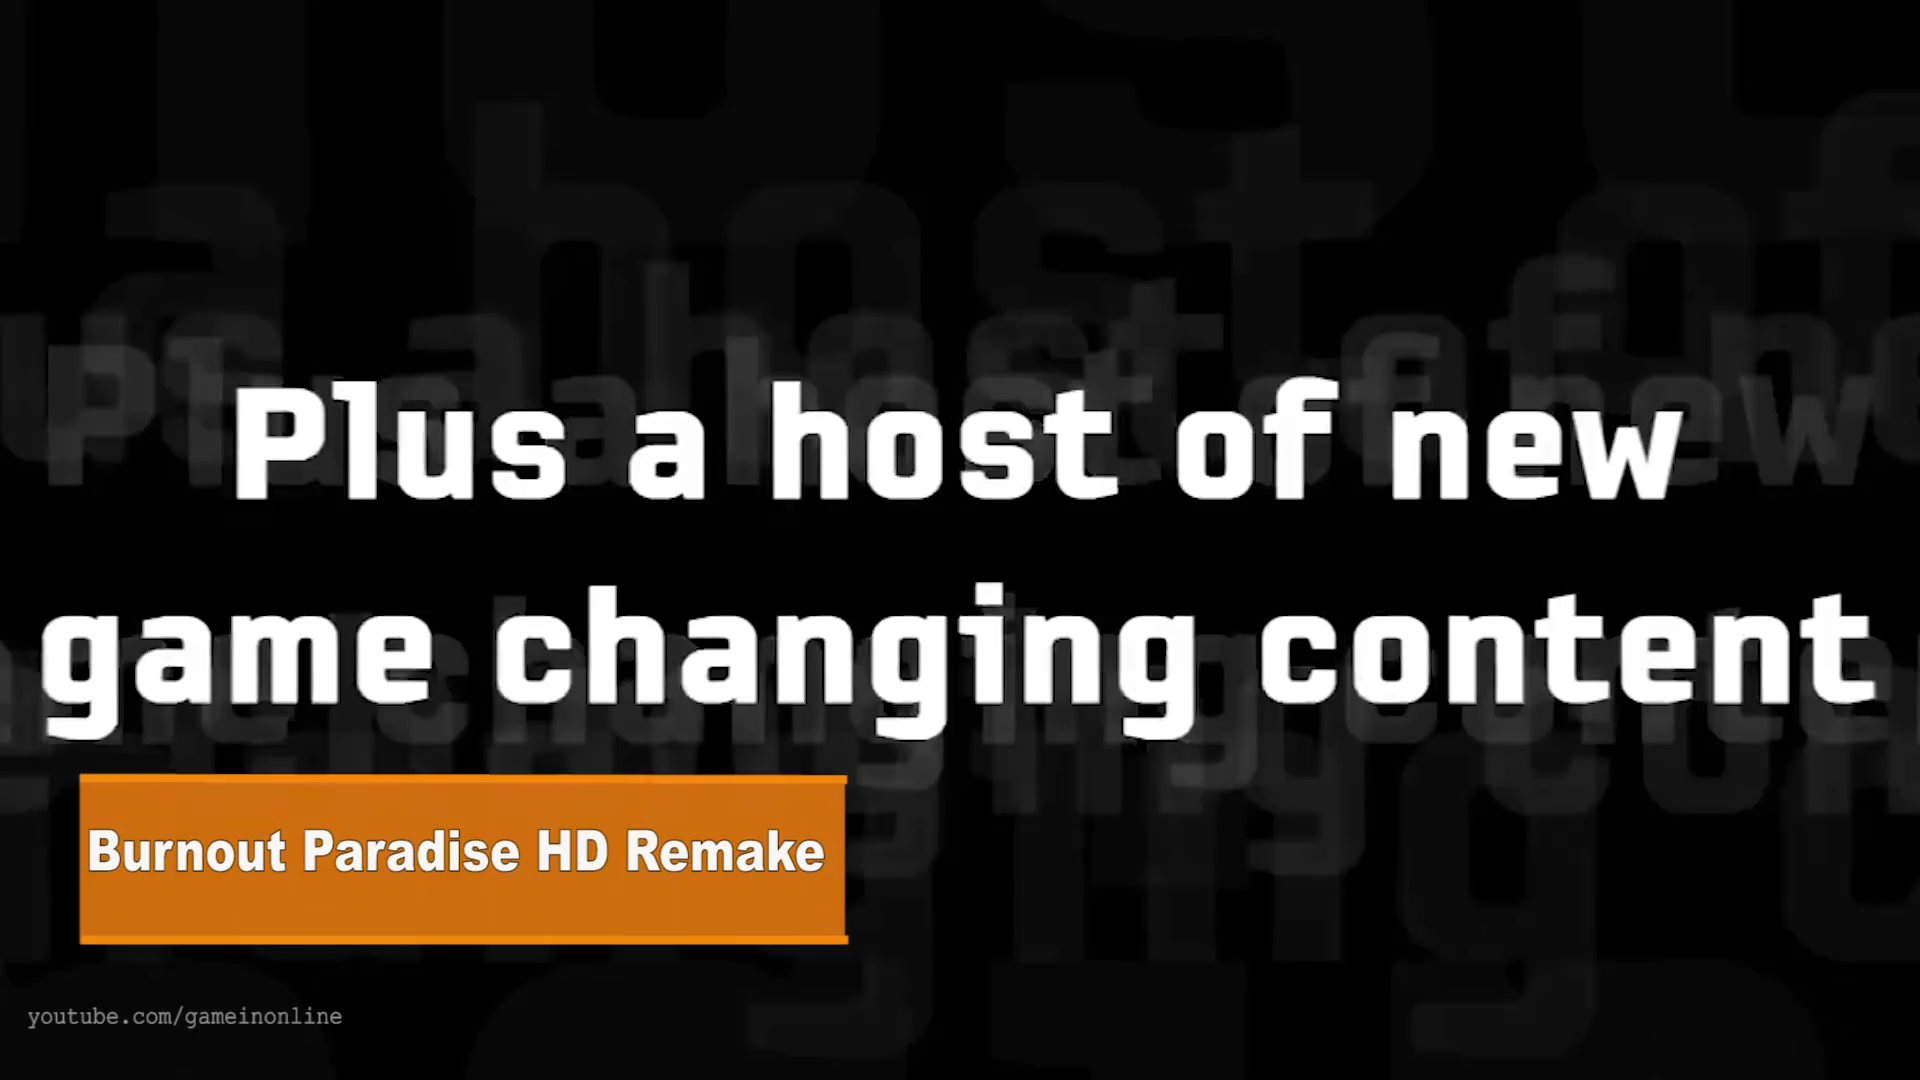 Plus a host of new
game changing content
Burnout Paradise HD Remake
youtube.com/gameinonline